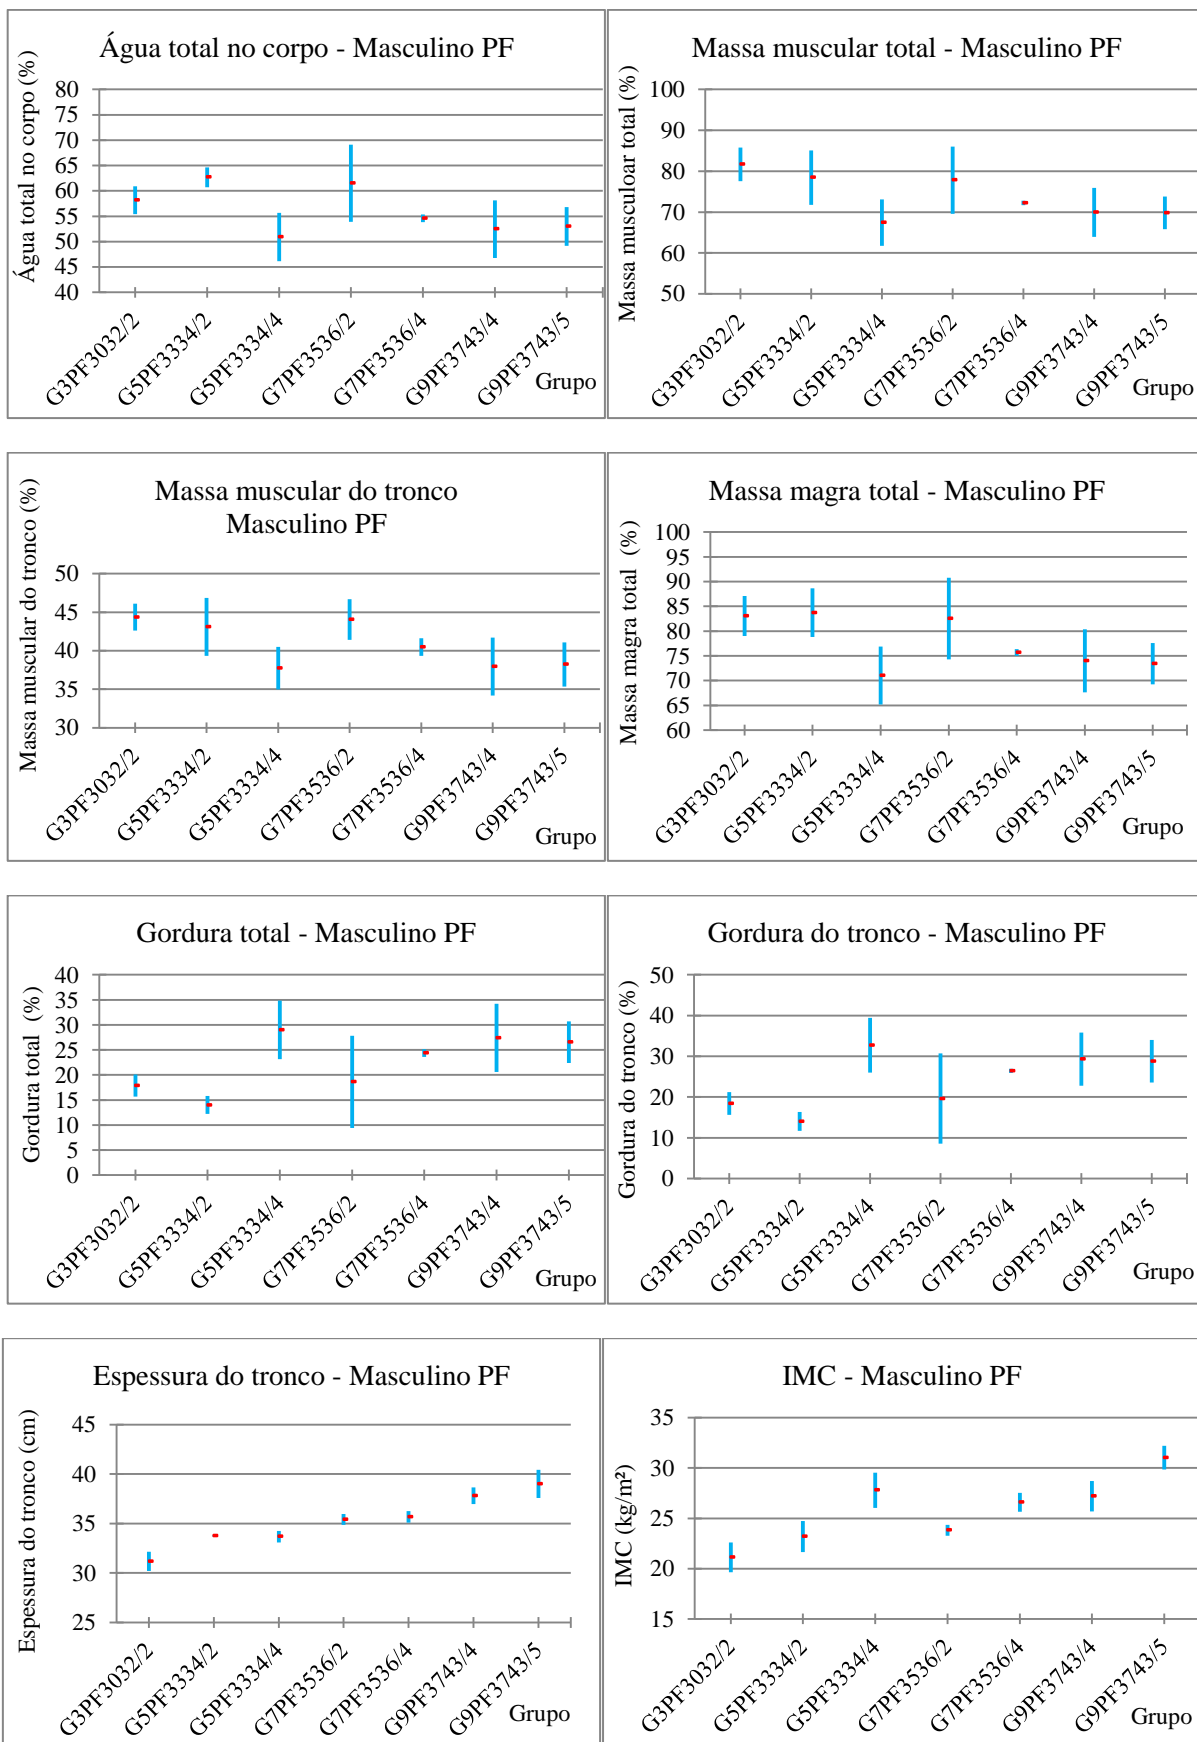 Água total no corpo - Masculino PF
Água total no corpo (%)
80
75
70
65
60
55
50
45
40
G3PF3032/2
G5PF3334/2
G5PF3334/4
G7PF3536/2
G7PF3536/4
G9PF3743/4
G9PF3743/5
Grupo
Massa muscular total - Masculino PF
Massa musculoar total (%)
100
90
80
70
60
50
G3PF3032/2
G5PF3334/2
G5PF3334/4
G7PF3536/2
G7PF3536/4
G9PF3743/4
G9PF3743/5
Grupo
Massa muscular do tronco
Masculino PF
Massa muscular do tronco (%)
50
45
40
35
30
G3PF3032/2
G5PF3334/2
G5PF3334/4
G7PF3536/2
G7PF3536/4
G9PF3743/4
G9PF3743/5
Grupo
Massa magra total - Masculino PF
Massa magra total (%)
100
95
90
85
80
75
70
65
60
G3PF3032/2
G5PF3334/2
G5PF3334/4
G7PF3536/2
G7PF3536/4
G9PF3743/4
G9PF3743/5
Grupo
Gordura total - Masculino PF
Gordura total (%)
40
35
30
25
20
15
10
5
0
G3PF3032/2
G5PF3334/2
G5PF3334/4
G7PF3536/2
G7PF3536/4
G9PF3743/4
G9PF3743/5
Grupo
Gordura do tronco - Masculino PF
Gordura do tronco (%)
50
40
30
20
10
0
G3PF3032/2
G5PF3334/2
G5PF3334/4
G7PF3536/2
G7PF3536/4
G9PF3743/4
G9PF3743/5
Grupo
Espessura do tronco - Masculino PF
Espessura do tronco (cm)
45
40
35
30
25
G3PF3032/2
G5PF3334/2
G5PF3334/4
G7PF3536/2
G7PF3536/4
G9PF3743/4
G9PF3743/5
Grupo
IMC - Masculino PF
IMC (kg/m²)
35
30
25
20
15
G3PF3032/2
G5PF3334/2
G5PF3334/4
G7PF3536/2
G7PF3536/4
G9PF3743/4
G9PF3743/5
Grupo